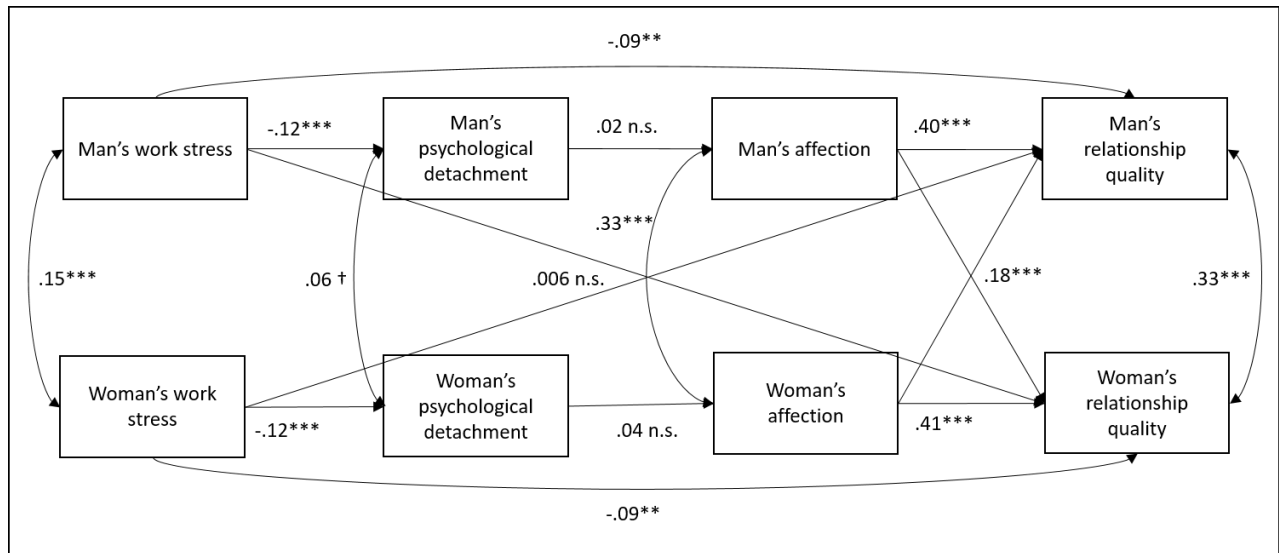 -.09**
Man's work stress
-.12***
Man's
psychological
detachment
.02 n.s.
Man's affection
.40***
Man's
relationship
quality
.15***
.06 †
.006 n.s.
.33***
.18***
.33***
Woman's work
stress
-.12***
Woman's
psychological
detachment
.04 n.s.
Woman's
affection
.41***
Woman's
relationship
quality
-.09**